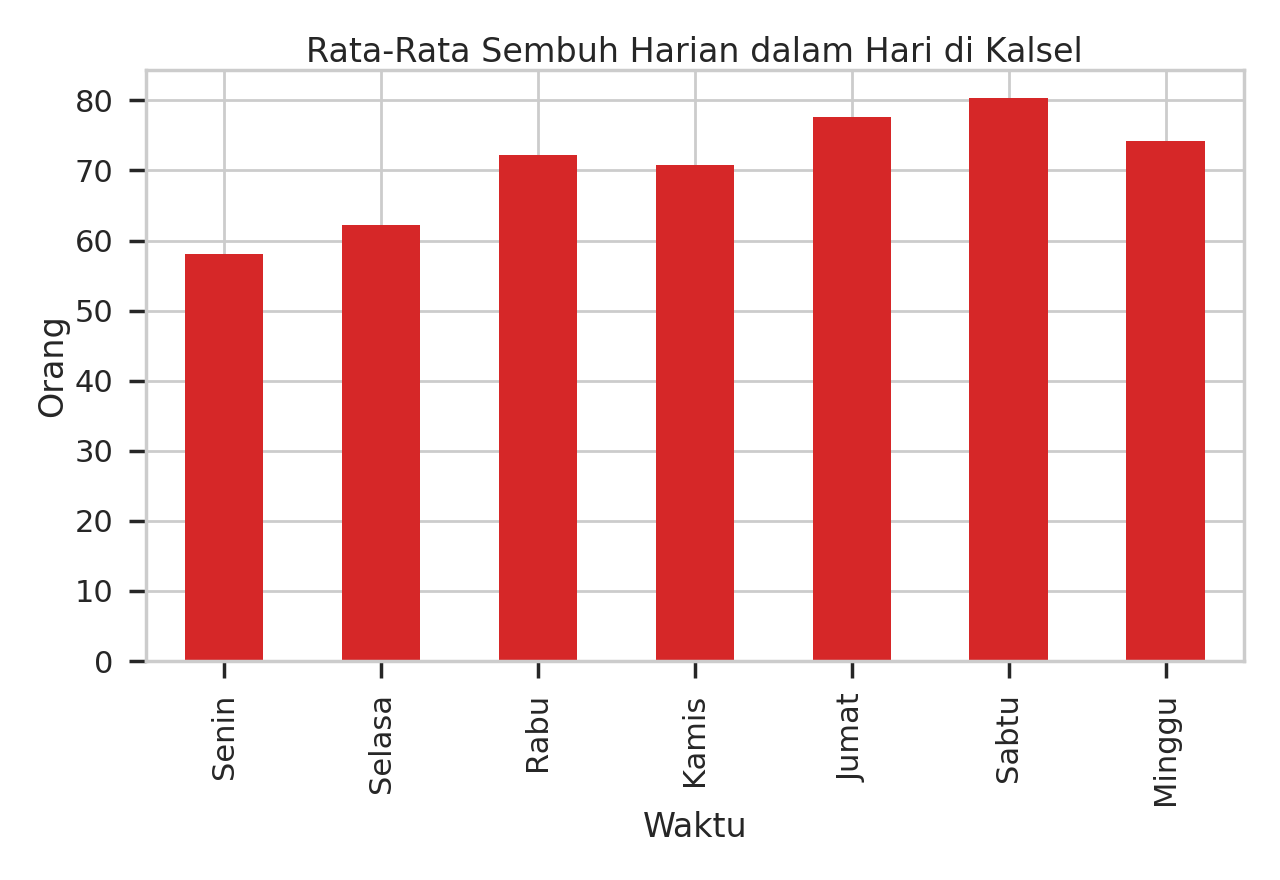 Rata-Rata Sembuh Harian dalam Hari di Kalsel
80
70
60
50
40
30
20
10
0
Orang
Senin
Selasa
Rabu
Kamis
Jumat
Sabtu
Minggu
Waktu